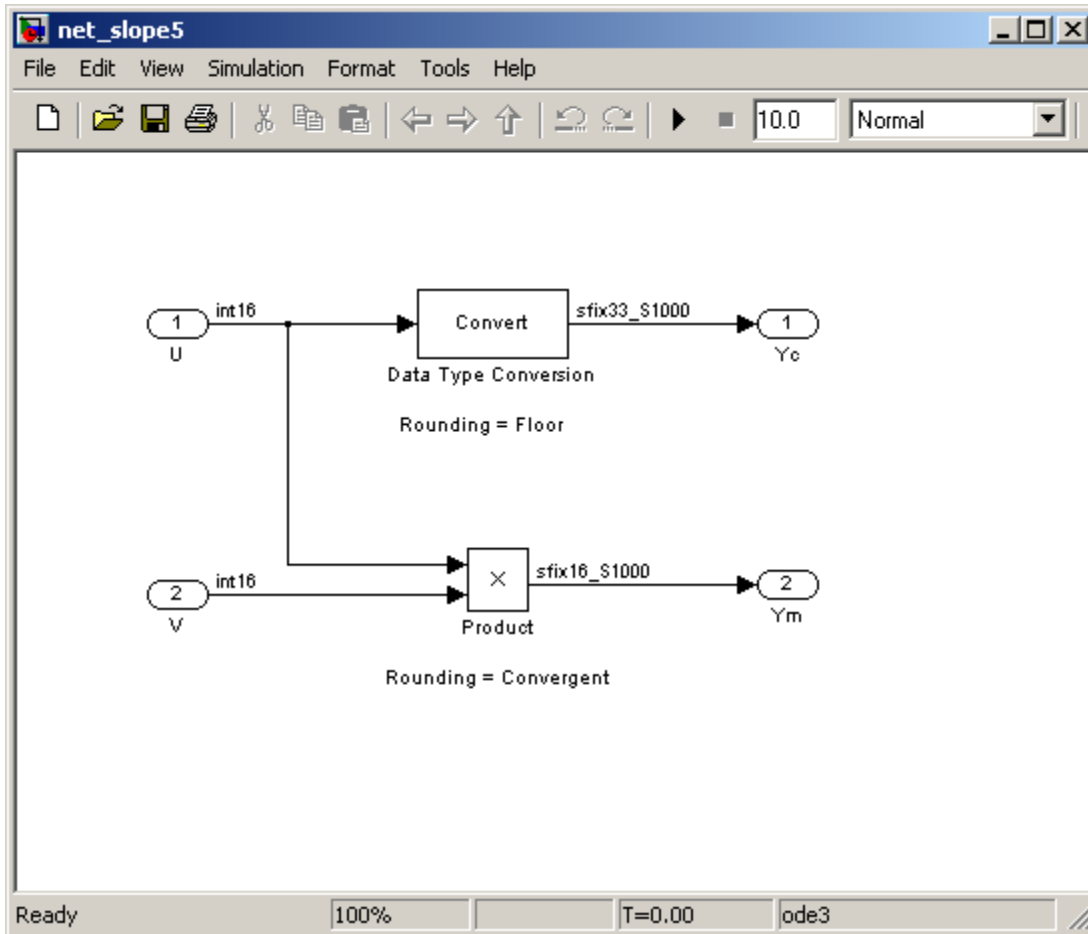 net_slope5
File Edit View Simulation Format Tools Help
10.0 Normal
int16 sfix33_S1000
1 Convert 1
U Yc
Data Type Conversion
Rounding = Floor
int16 × sfix16_S1000
2 2
V Product Ym
Rounding = Convergent
Ready 100% T=0.00 ode3